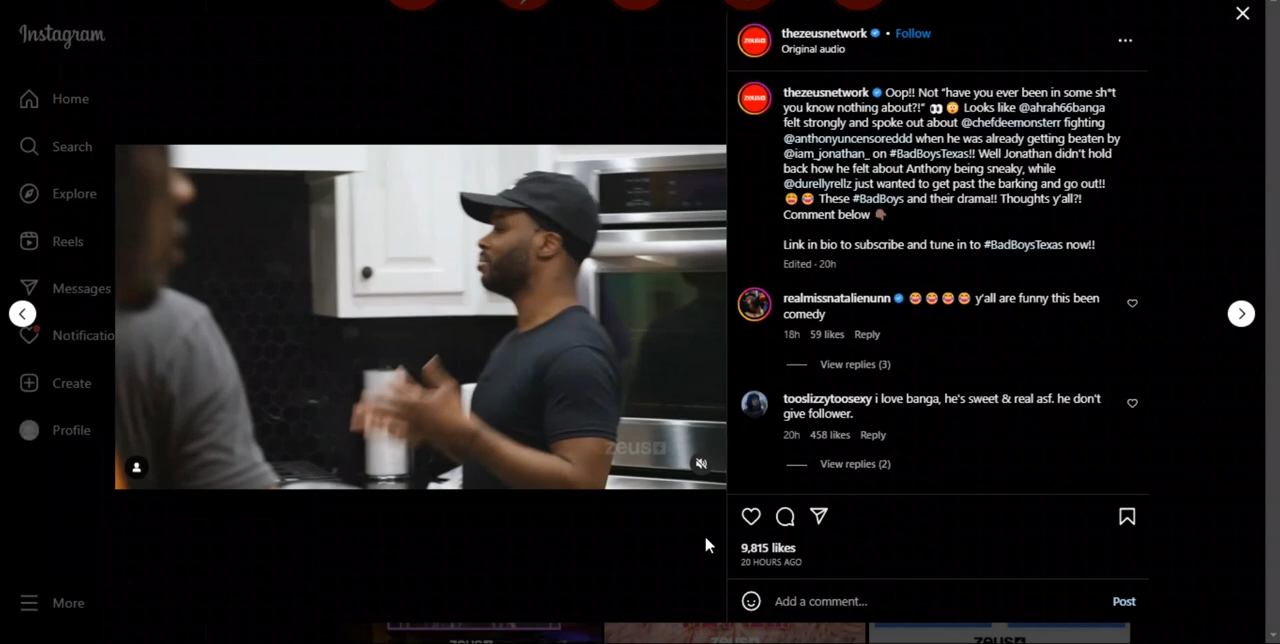 Instagram
Home
Search
Explore
Reels
Messages
Notificatio
Create
Profile
More
zeus
thezeusnetwork • Follow
Original audio
thezeusnetwork Oop!! Not “have you ever been in some sh*t
you know nothing about?!” 👀 😳 Looks like @ahrah66banga
felt strongly and spoke out about @chefdeemonsterr fighting
@anthonyuncensoreddd when he was already getting beaten by
@iam_jonathan_ on #BadBoysTexas!! Well Jonathan didn’t hold
back how he felt about Anthony being sneaky, while
@durellyrellz just wanted to get past the barking and go out!!
These #BadBoys and their drama!! Thoughts y’all?!
Comment below
Link in bio to subscribe and tune in to #BadBoysTexas now!!
Edited · 20h
realmissnatalienunn y’all are funny this been
comedy
18h 59 likes Reply
View replies (3)
tooslizzytoosexy i love banga, he's sweet & real asf. he don't
give follower.
20h 458 likes Reply
View replies (2)
9,815 likes
20 HOURS AGO
Add a comment... Post
zeus
zeus